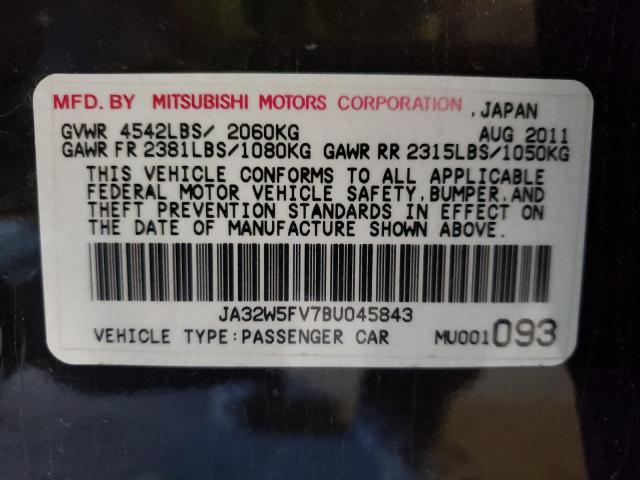 MFD. BY MITSUBISHI MOTORS CORPORATION , JAPAN
GVWR 4542LBS/ 2060KG AUG 2011
GAWR FR 2381LBS/1080KG GAWR RR 2315LBS/1050KG
THIS VEHICLE CONFORMS TO ALL APPLICABLE
FEDERAL MOTOR VEHICLE SAFETY, BUMPER, AND
THEFT PREVENTION STANDARDS IN EFFECT ON
THE DATE OF MANUFACTURE SHOWN ABOVE.
JA32W5FV7BU045843
VEHICLE TYPE: PASSENGER CAR MU001 093